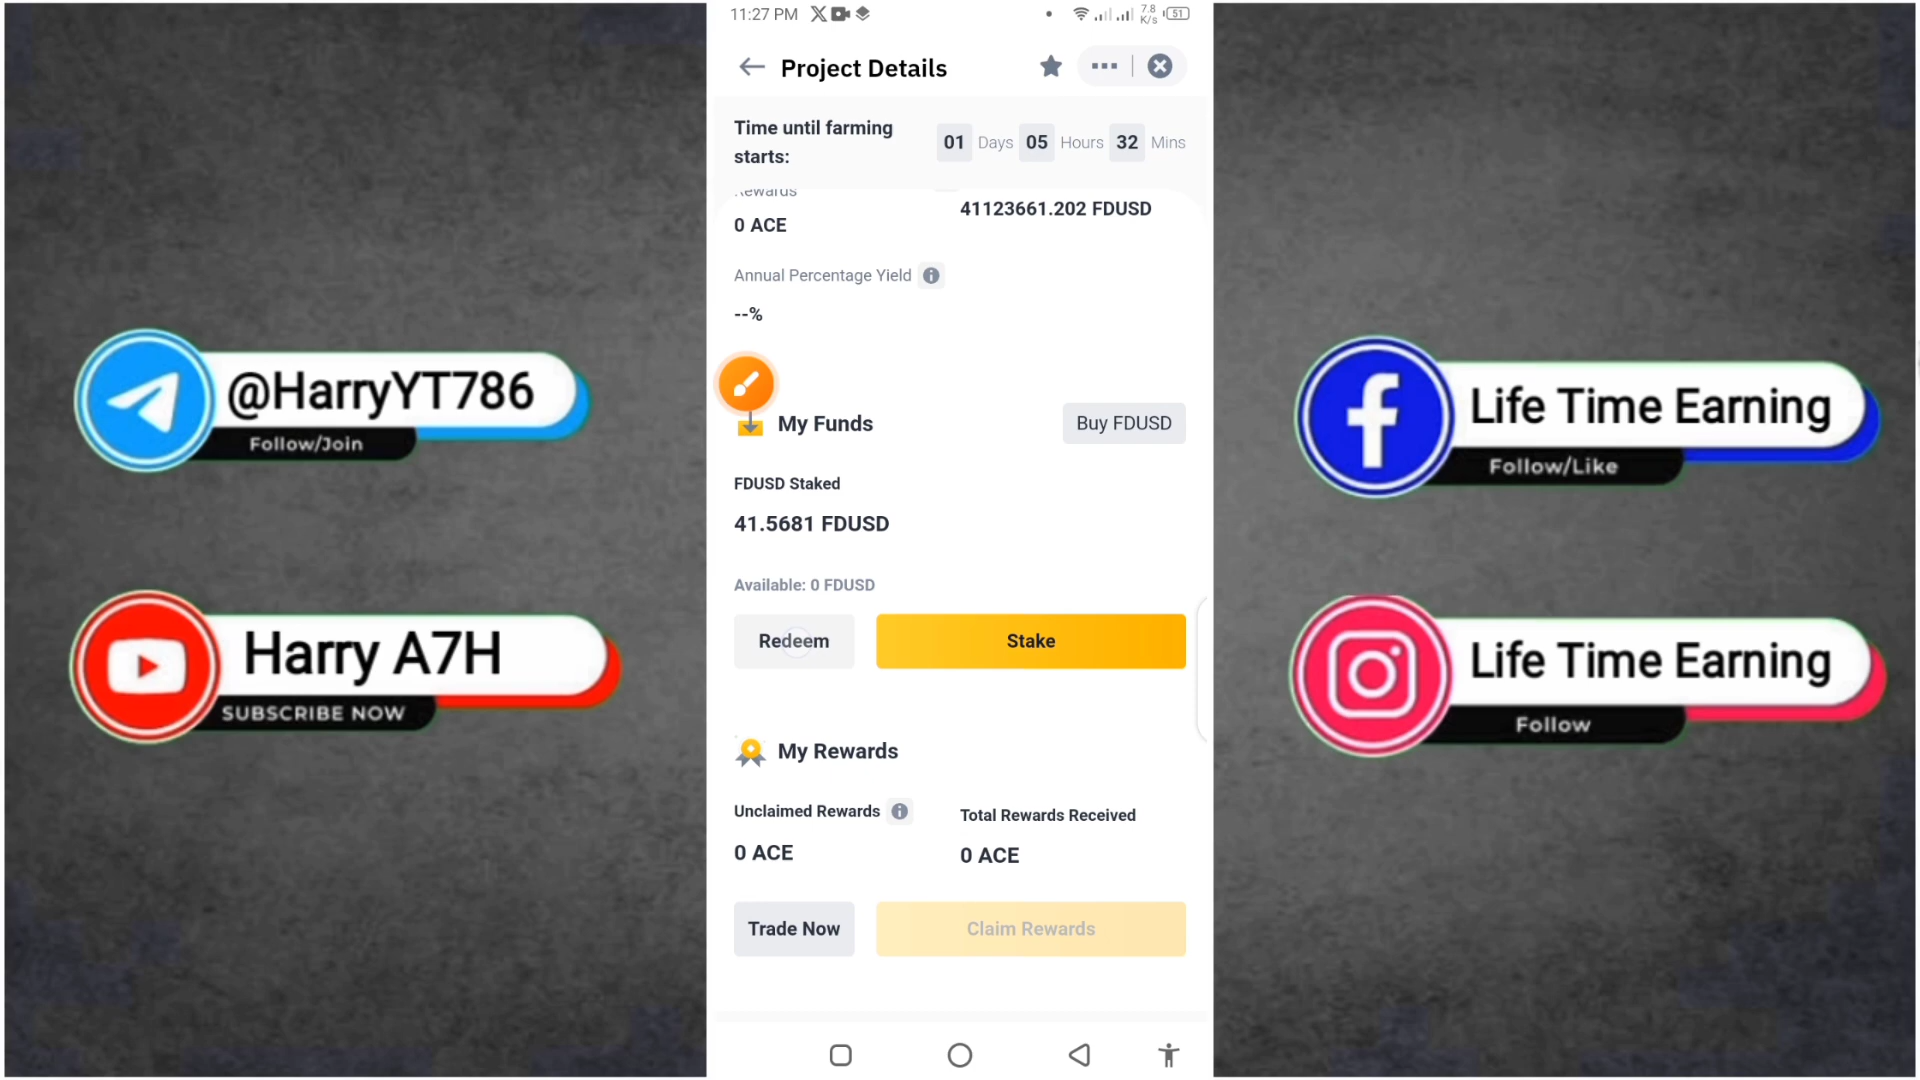 11:27 PM
7.8
K/s
51
Project Details
Time until farming
starts:
01 Days 05 Hours 32 Mins
0 ACE
41123661.202 FDUSD
Annual Percentage Yield
--%
My Funds
Buy FDUSD
FDUSD Staked
41.5681 FDUSD
Available: 0 FDUSD
Redeem
Stake
My Rewards
Unclaimed Rewards
Total Rewards Received
0 ACE
0 ACE
Trade Now
Claim Rewards
@HarryYT786
Follow/Join
Harry A7H
SUBSCRIBE NOW
Life Time Earning
Follow/Like
Life Time Earning
Follow